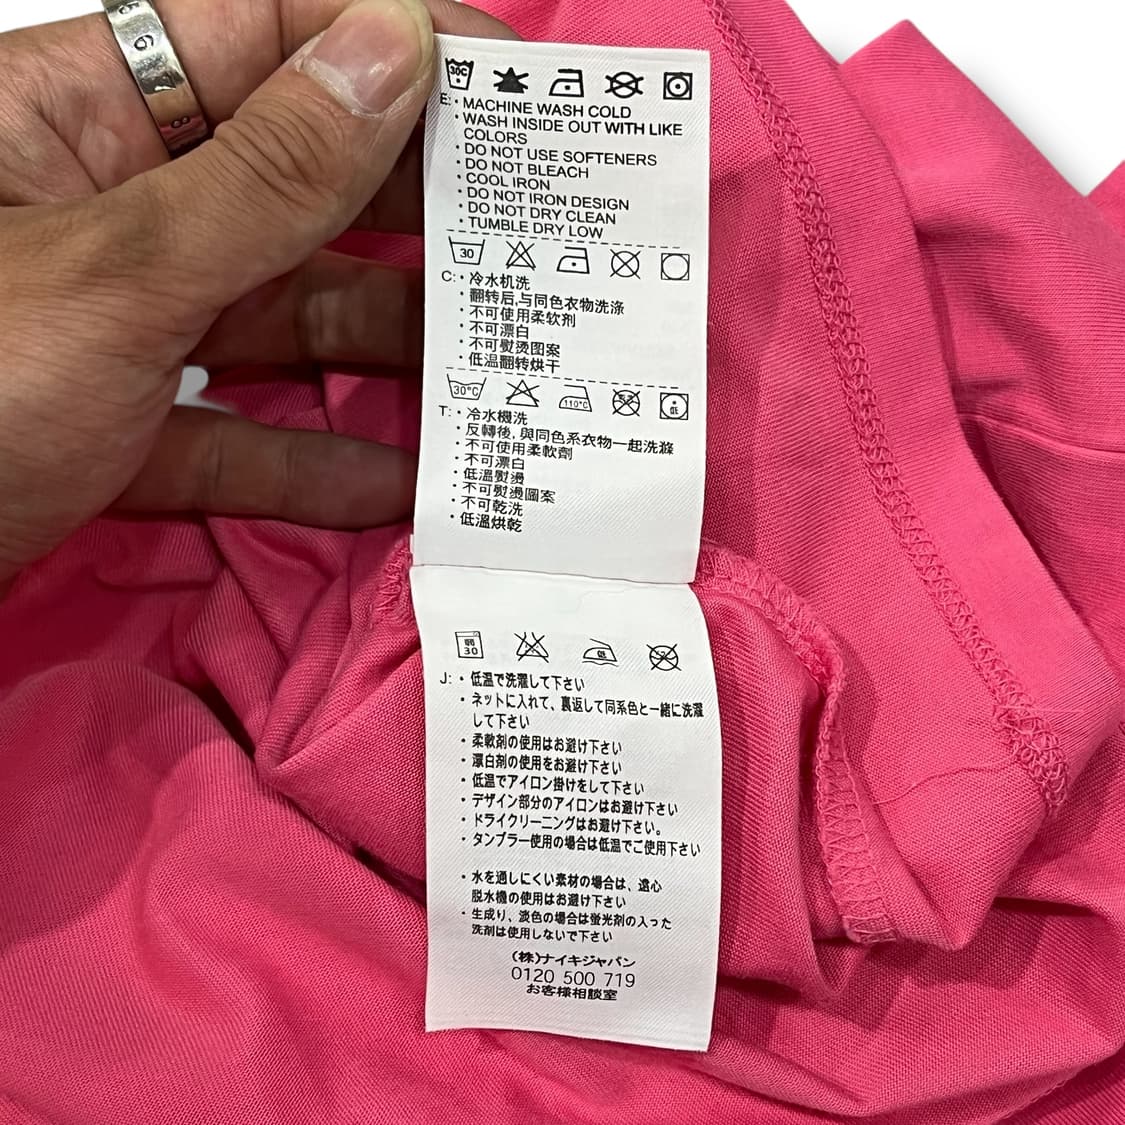 5 6
8
30C
E: • MACHINE WASH COLD
• WASH INSIDE OUT WITH LIKE
COLORS
• DO NOT USE SOFTENERS
• DO NOT BLEACH
• COOL IRON
• DO NOT IRON DESIGN
• DO NOT DRY CLEAN
• TUMBLE DRY LOW
30
C: • 冷水机洗
• 翻转后,与同色衣物洗涤
• 不可使用柔软剂
• 不可漂白
• 不可熨烫图案
• 低温翻转烘干
30°C 110°C 低
T: • 冷水機洗
• 反轉後, 與同色系衣物一起洗滌
• 不可使用柔軟劑
• 不可漂白
• 低溫熨燙
• 不可熨燙圖案
• 不可乾洗
• 低溫烘乾
弱 30 低
J: • 低温で洗濯して下さい
• ネットに入れて、裏返して同系色と一緒に洗濯
して下さい
• 柔軟剤の使用はお避け下さい
• 漂白剤の使用をお避け下さい
• 低温でアイロン掛けをして下さい
• デザイン部分のアイロンはお避け下さい
• ドライクリーニングはお避け下さい。
• タンブラー使用の場合は低温でご使用下さい
• 水を通しにくい素材の場合は、遠心
脱水機の使用はお避け下さい
• 生成り、淡色の場合は蛍光剤の入った
洗剤は使用しないで下さい
(株)ナイキジャパン
0120 500 719
お客様相談室